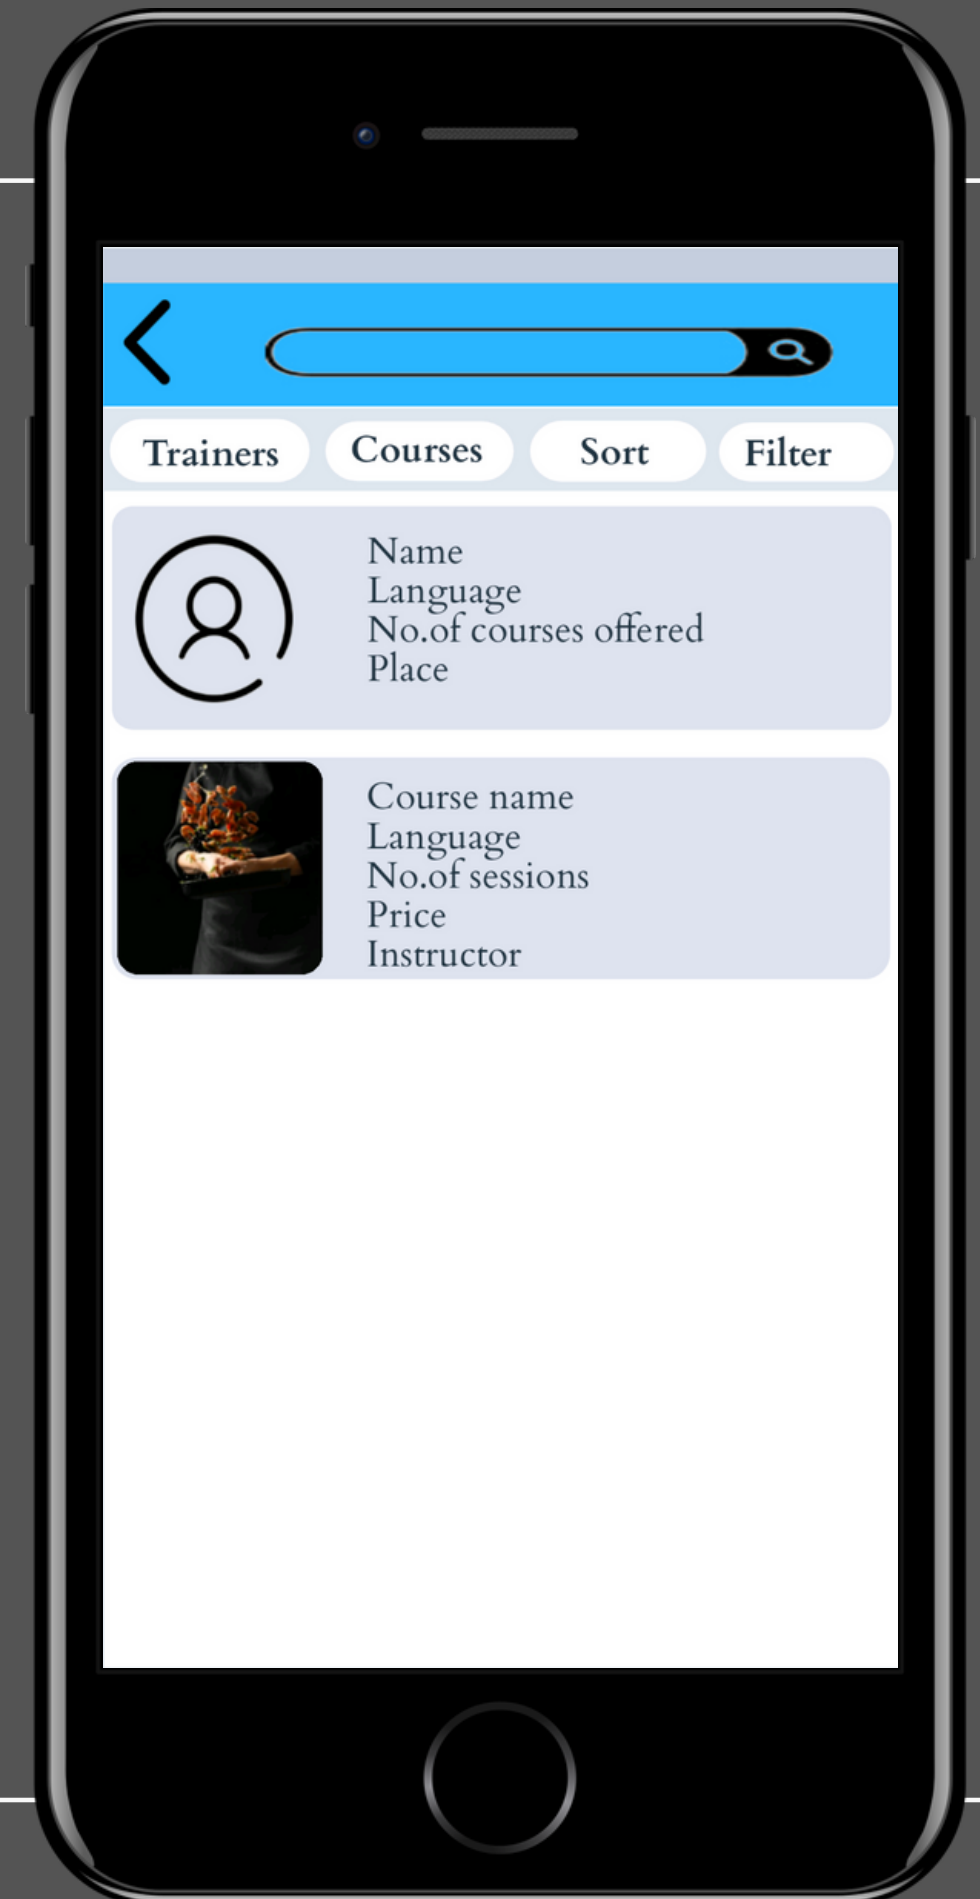 Trainers Courses Sort Filter
Name
Language
No.of courses offered
Place
Course name
Language
No.of sessions
Price
Instructor